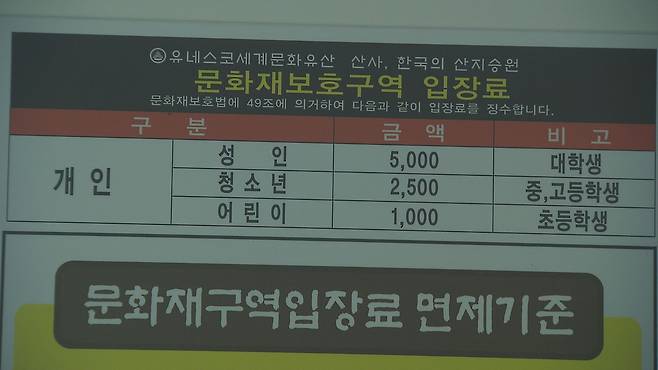 유네스코세계문화유산 산사, 한국의 산지승원
문화재보호구역 입장료
문화재보호법에 49조에 의거하여 다음과 같이 입장료를 징수합니다.
구 분 금 액 비 고
개 인 성 인 5,000 대학생
청 소 년 2,500 중,고등학생
어 린 이 1,000 초등학생
문화재구역입장료 면제기준